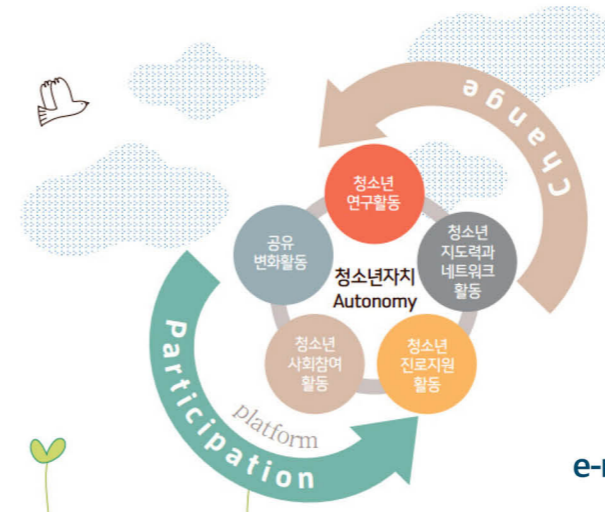 Change
청소년
연구활동
공유
변화활동
청소년
지도력과
네트워크
활동
청소년자치
Autonomy
청소년
사회참여
활동
청소년
진로지원
활동
platform
Participation